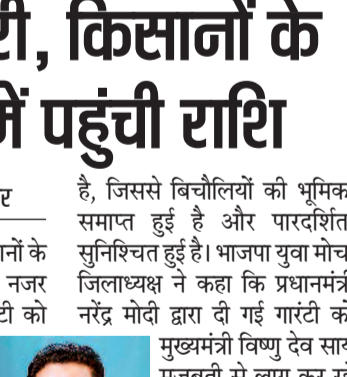 री, किसानों के
में पहुंची राशि
र
नों के
नजर
टी को
है, जिससे बिचौलियों की भूमिक
समाप्त हुई है और पारदर्शित
सुनिश्चित हुई है। भाजपा युवा मोच
जिलाध्यक्ष ने कहा कि प्रधानमंत्र
नरेंद्र मोदी द्वारा दी गई गारंटी क
मुख्यमंत्री विष्णु देव साय